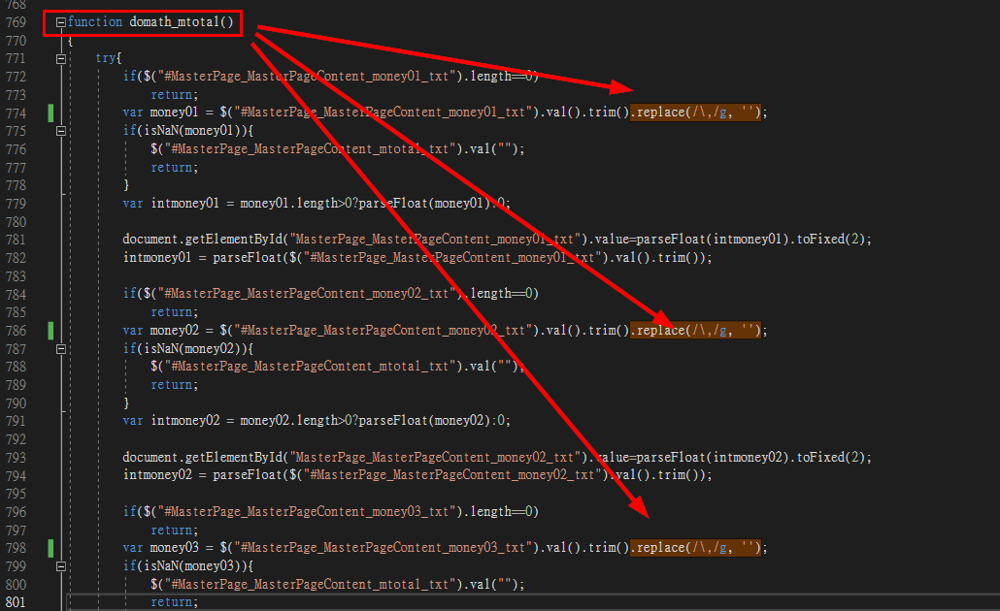 768
769 function domath_mtotal()
770 {
771 try{
772 if($("#MasterPage_MasterPageContent_money01_txt").length==0)
773 return;
774 var money01 = $("#MasterPage_MasterPageContent_money01_txt").val().trim().replace(/\,/g, '');
775 if(isNaN(money01)){
776 $("#MasterPage_MasterPageContent_mtotal_txt").val("");
777 return;
778 }
779 var intmoney01 = money01.length>0?parseFloat(money01):0;
780
781 document.getElementById("MasterPage_MasterPageContent_money01_txt").value=parseFloat(intmoney01).toFixed(2);
782 intmoney01 = parseFloat($("#MasterPage_MasterPageContent_money01_txt").val().trim());
783
784 if($("#MasterPage_MasterPageContent_money02_txt").length==0)
785 return;
786 var money02 = $("#MasterPage_MasterPageContent_money02_txt").val().trim().replace(/\,/g, '');
787 if(isNaN(money02)){
788 $("#MasterPage_MasterPageContent_mtotal_txt").val("");
789 return;
790 }
791 var intmoney02 = money02.length>0?parseFloat(money02):0;
792
793 document.getElementById("MasterPage_MasterPageContent_money02_txt").value=parseFloat(intmoney02).toFixed(2);
794 intmoney02 = parseFloat($("#MasterPage_MasterPageContent_money02_txt").val().trim());
795
796 if($("#MasterPage_MasterPageContent_money03_txt").length==0)
797 return;
798 var money03 = $("#MasterPage_MasterPageContent_money03_txt").val().trim().replace(/\,/g, '');
799 if(isNaN(money03)){
800 $("#MasterPage_MasterPageContent_mtotal_txt").val("");
801 return;